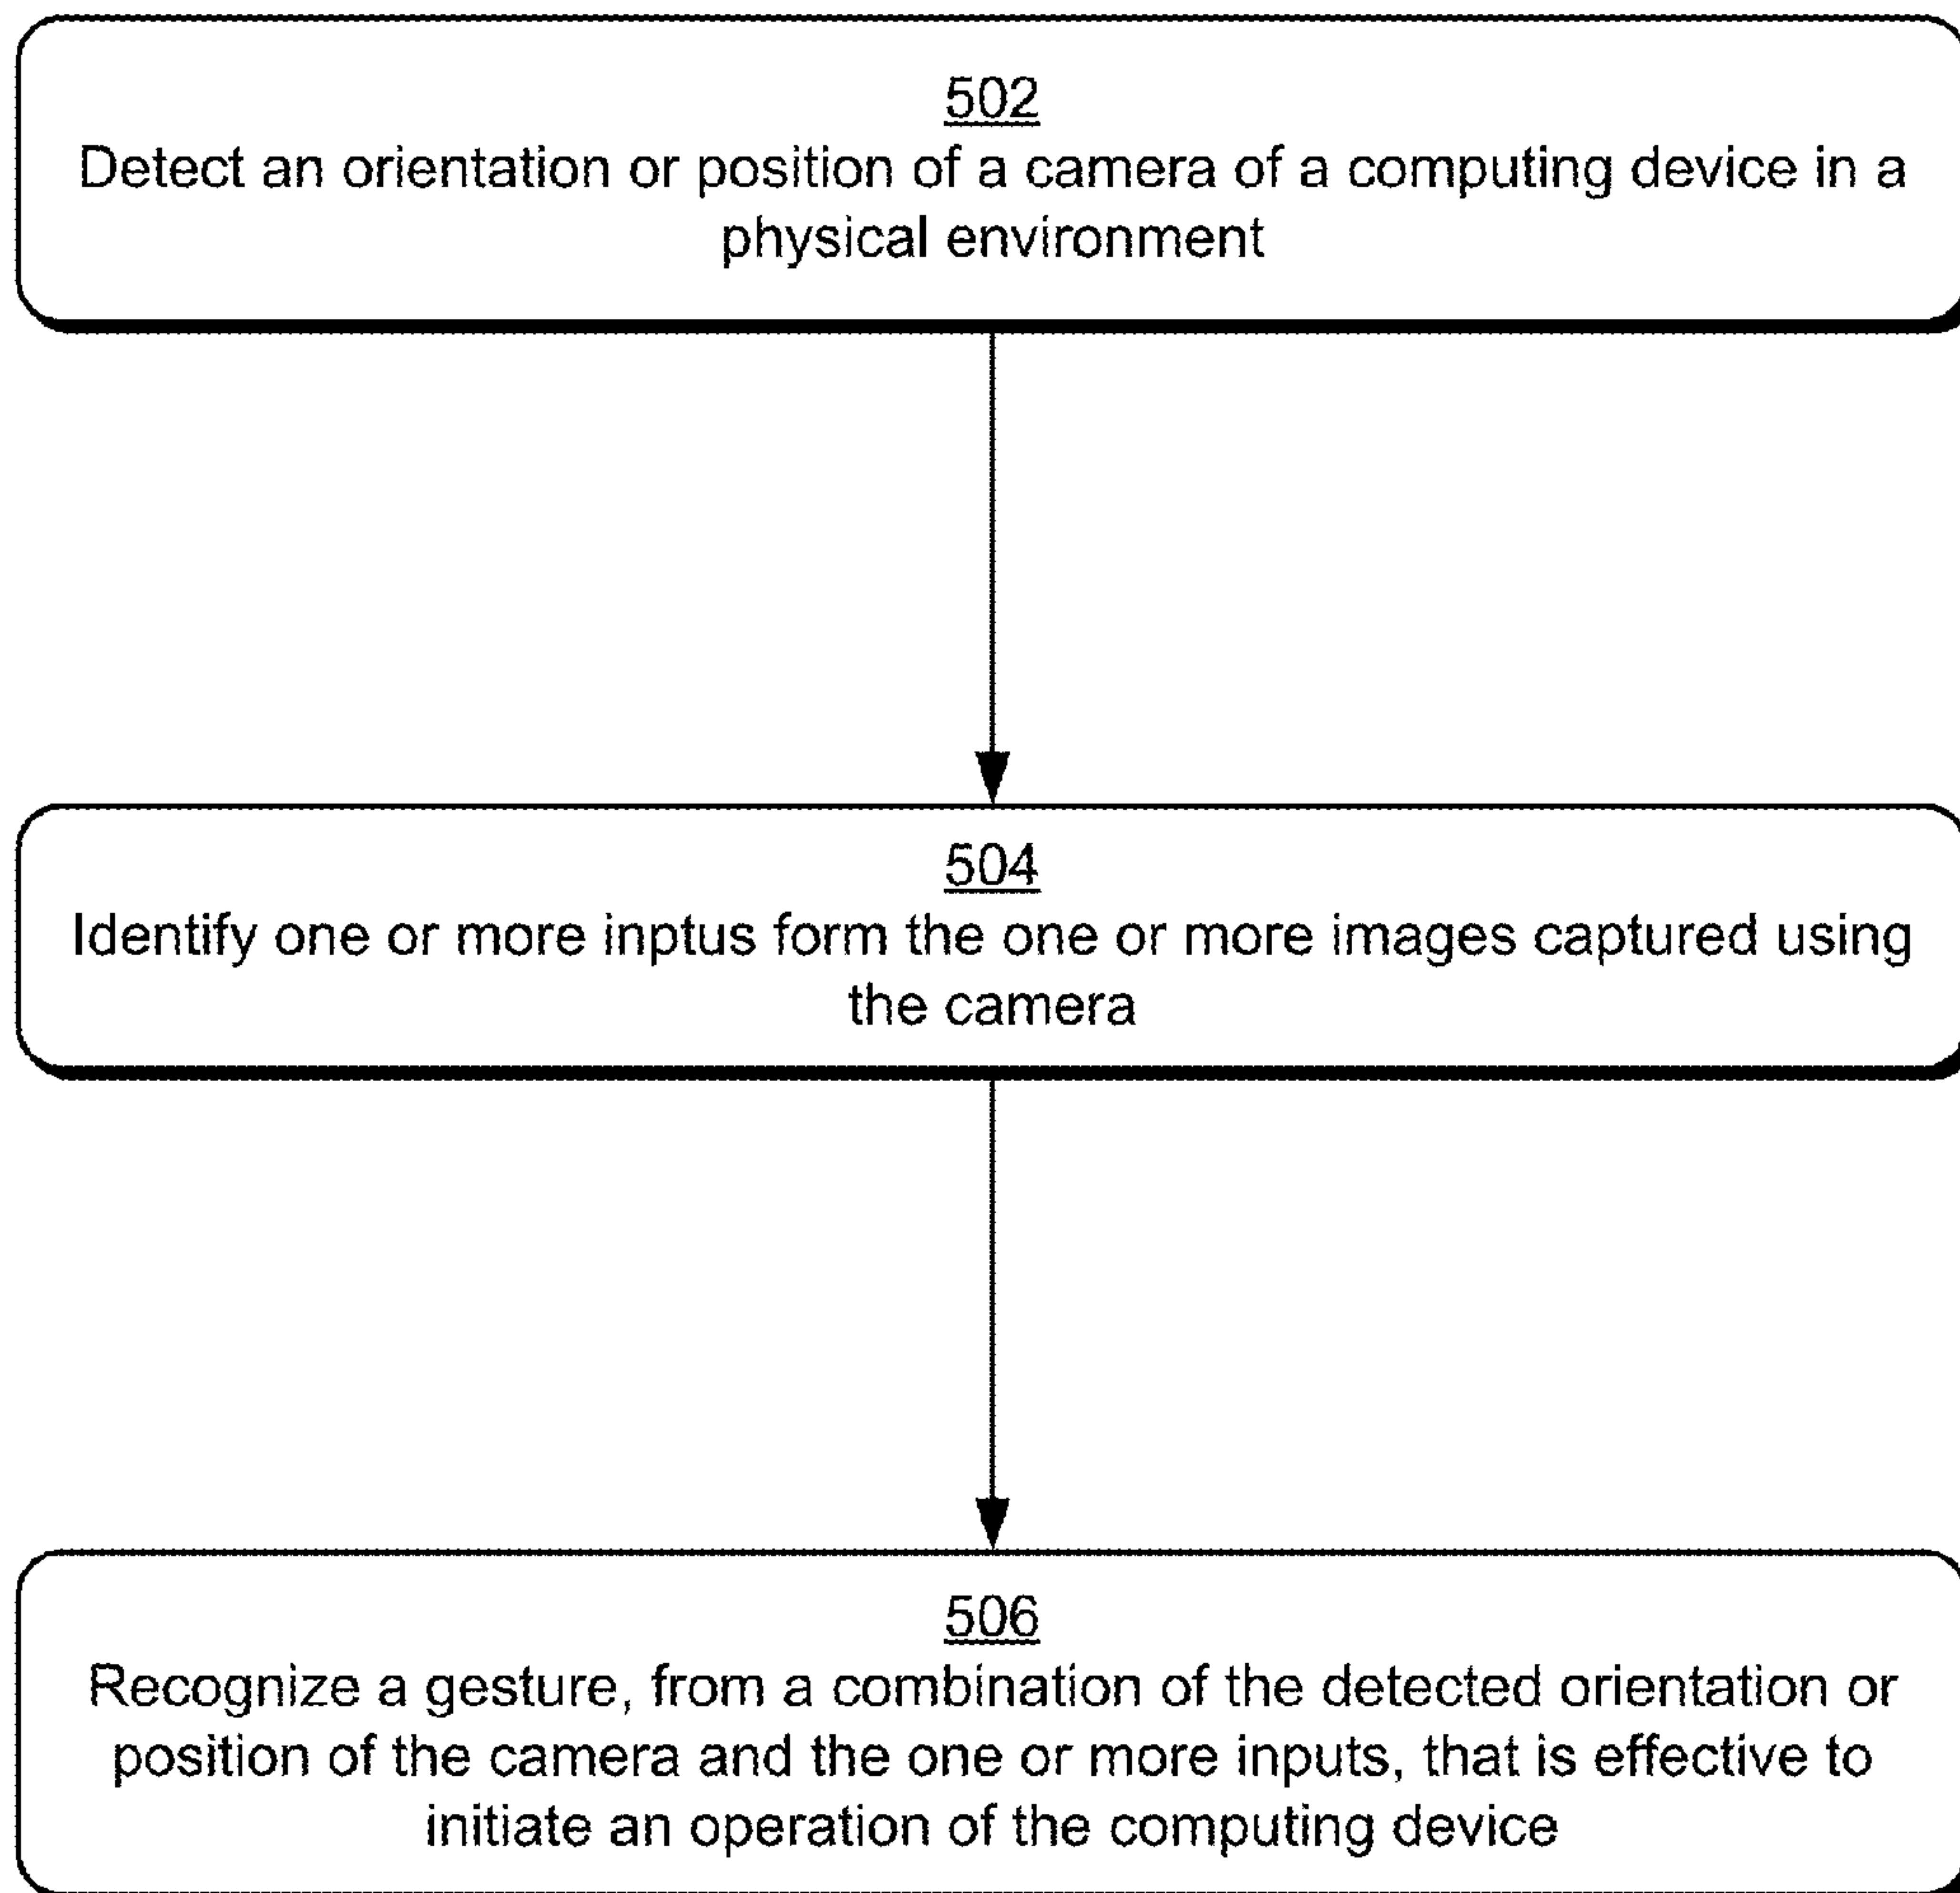 502
Detect an orientation or position of a camera of a computing device in a
physical environment
504
Identify one or more inptus form the one or more images captured using
the camera
506
Recognize a gesture, from a combination of the detected orientation or
position of the camera and the one or more inputs, that is effective to
initiate an operation of the computing device